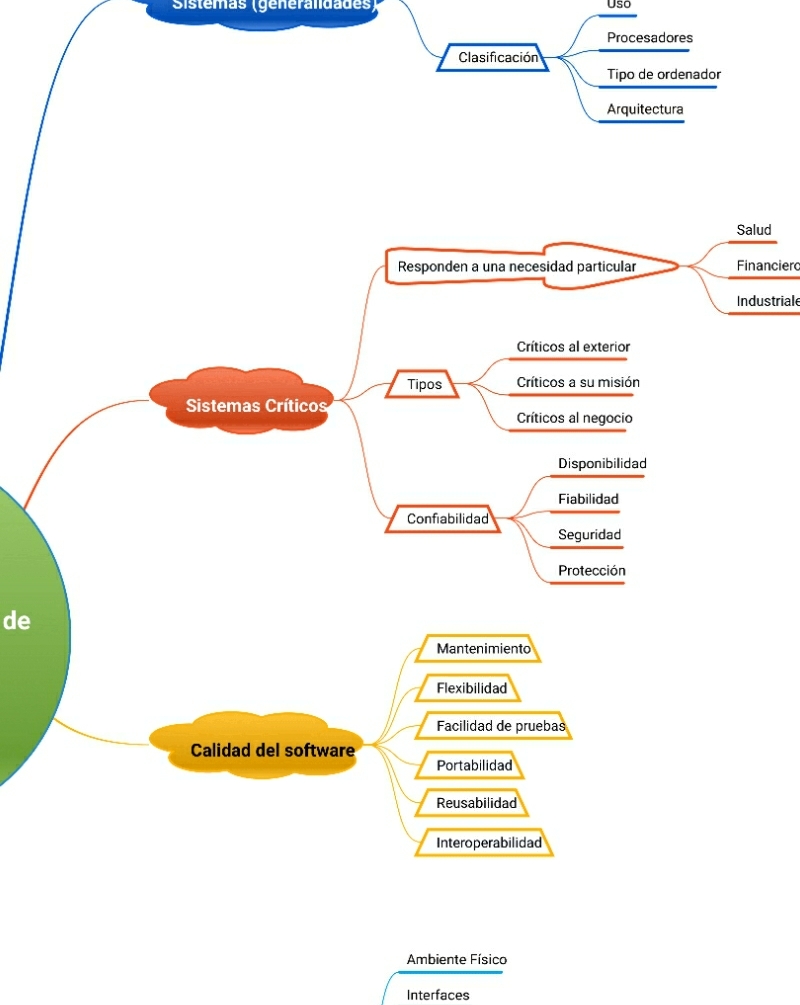 Sistemas (generalidades)
Clasificación
Uso
Procesadores
Tipo de ordenador
Arquitectura
Sistemas Críticos
Responden a una necesidad particular
Salud
Financiero
Industriale
Tipos
Críticos al exterior
Críticos a su misión
Críticos al negocio
Confiabilidad
Disponibilidad
Fiabilidad
Seguridad
Protección
de
Calidad del software
Mantenimiento
Flexibilidad
Facilidad de pruebas
Portabilidad
Reusabilidad
Interoperabilidad
Ambiente Físico
Interfaces